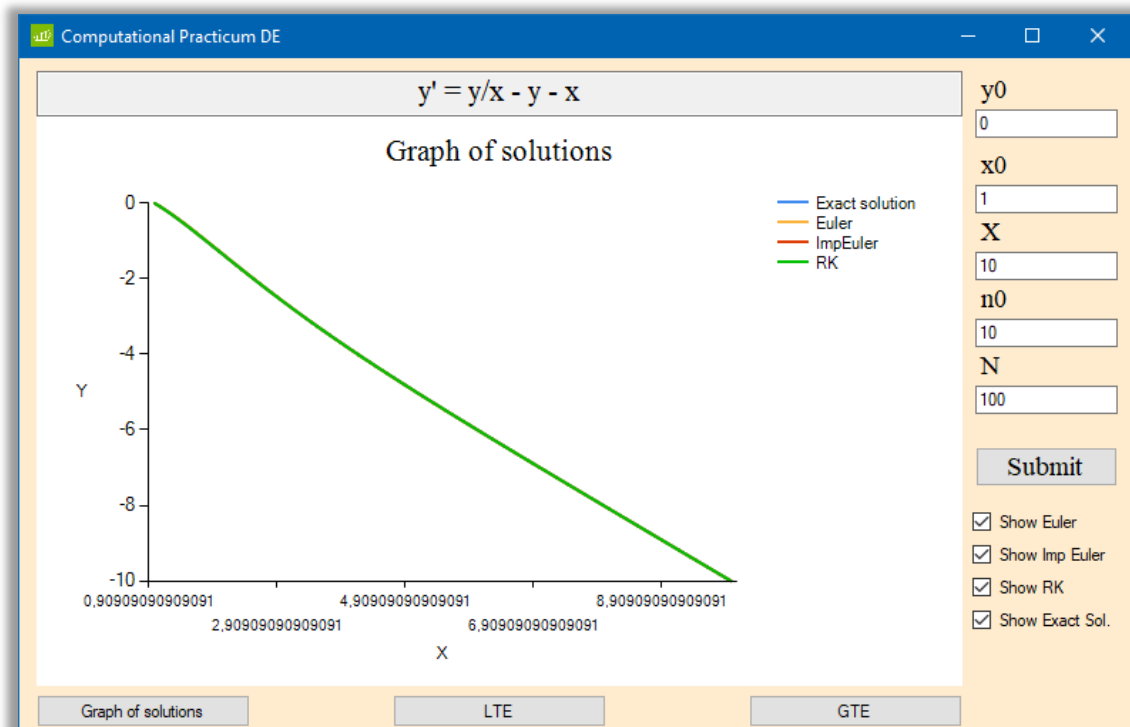 Computational Practicum DE
y' = y/x - y - x
Graph of solutions
0
-2
-4
-6
-8
-10
Y
0,90909090909091
2,90909090909091
4,90909090909091
6,90909090909091
8,90909090909091
X
Exact solution
Euler
ImpEuler
RK
y0
0
x0
1
X
10
n0
10
N
100
Submit
Show Euler
Show Imp Euler
Show RK
Show Exact Sol.
Graph of solutions
LTE
GTE